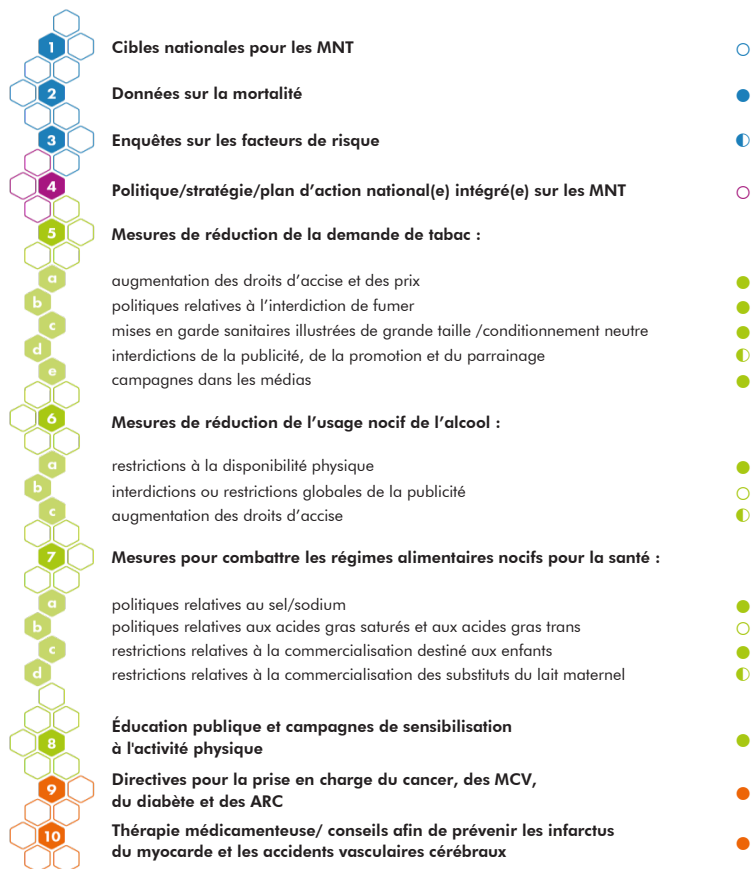 1 Cibles nationales pour les MNT
2 Données sur la mortalité
3 Enquêtes sur les facteurs de risque
4 Politique/stratégie/plan d’action national(e) intégré(e) sur les MNT
5 Mesures de réduction de la demande de tabac :
a augmentation des droits d’accise et des prix
b politiques relatives à l’interdiction de fumer
c mises en garde sanitaires illustrées de grande taille /conditionnement neutre
d interdictions de la publicité, de la promotion et du parrainage
e campagnes dans les médias
6 Mesures de réduction de l’usage nocif de l’alcool :
a restrictions à la disponibilité physique
b interdictions ou restrictions globales de la publicité
c augmentation des droits d’accise
7 Mesures pour combattre les régimes alimentaires nocifs pour la santé :
a politiques relatives au sel/sodium
b politiques relatives aux acides gras saturés et aux acides gras trans
c restrictions relatives à la commercialisation destiné aux enfants
d restrictions relatives à la commercialisation des substituts du lait maternel
8 Éducation publique et campagnes de sensibilisation
à l'activité physique
9 Directives pour la prise en charge du cancer, des MCV,
du diabète et des ARC
10 Thérapie médicamenteuse/ conseils afin de prévenir les infarctus
du myocarde et les accidents vasculaires cérébraux